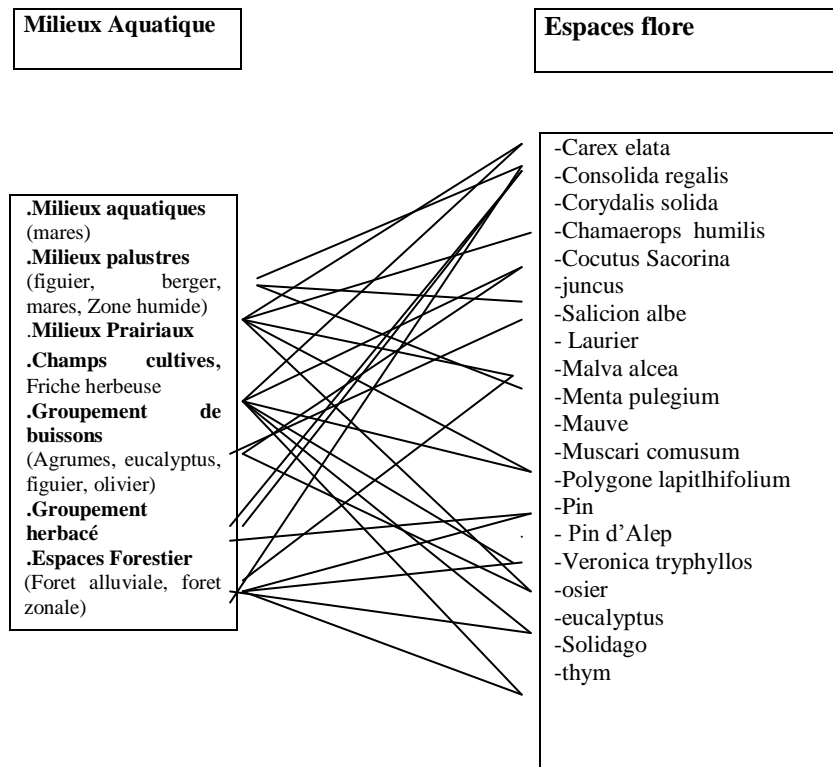 Milieux Aquatique
Espaces flore
.Milieux aquatiques
(mares)
.Milieux palustres
(figuier, berger,
mares, Zone humide)
.Milieux Prairiaux
.Champs cultives,
Friche herbeuse
.Groupement de
buissons
(Agrumes, eucalyptus,
figuier, olivier)
.Groupement
herbacé
.Espaces Forestier
(Foret alluviale, foret
zonale)
-Carex elata
-Consolida regalis
-Corydalis solida
-Chamaerops humilis
-Cocutus Sacorina
-juncus
-Salicion albe
- Laurier
-Malva alcea
-Menta pulegium
-Mauve
-Muscari comusum
-Polygone lapitlhifolium
-Pin
- Pin d'Alep
-Veronica tryphyllos
-osier
-eucalyptus
-Solidago
-thym